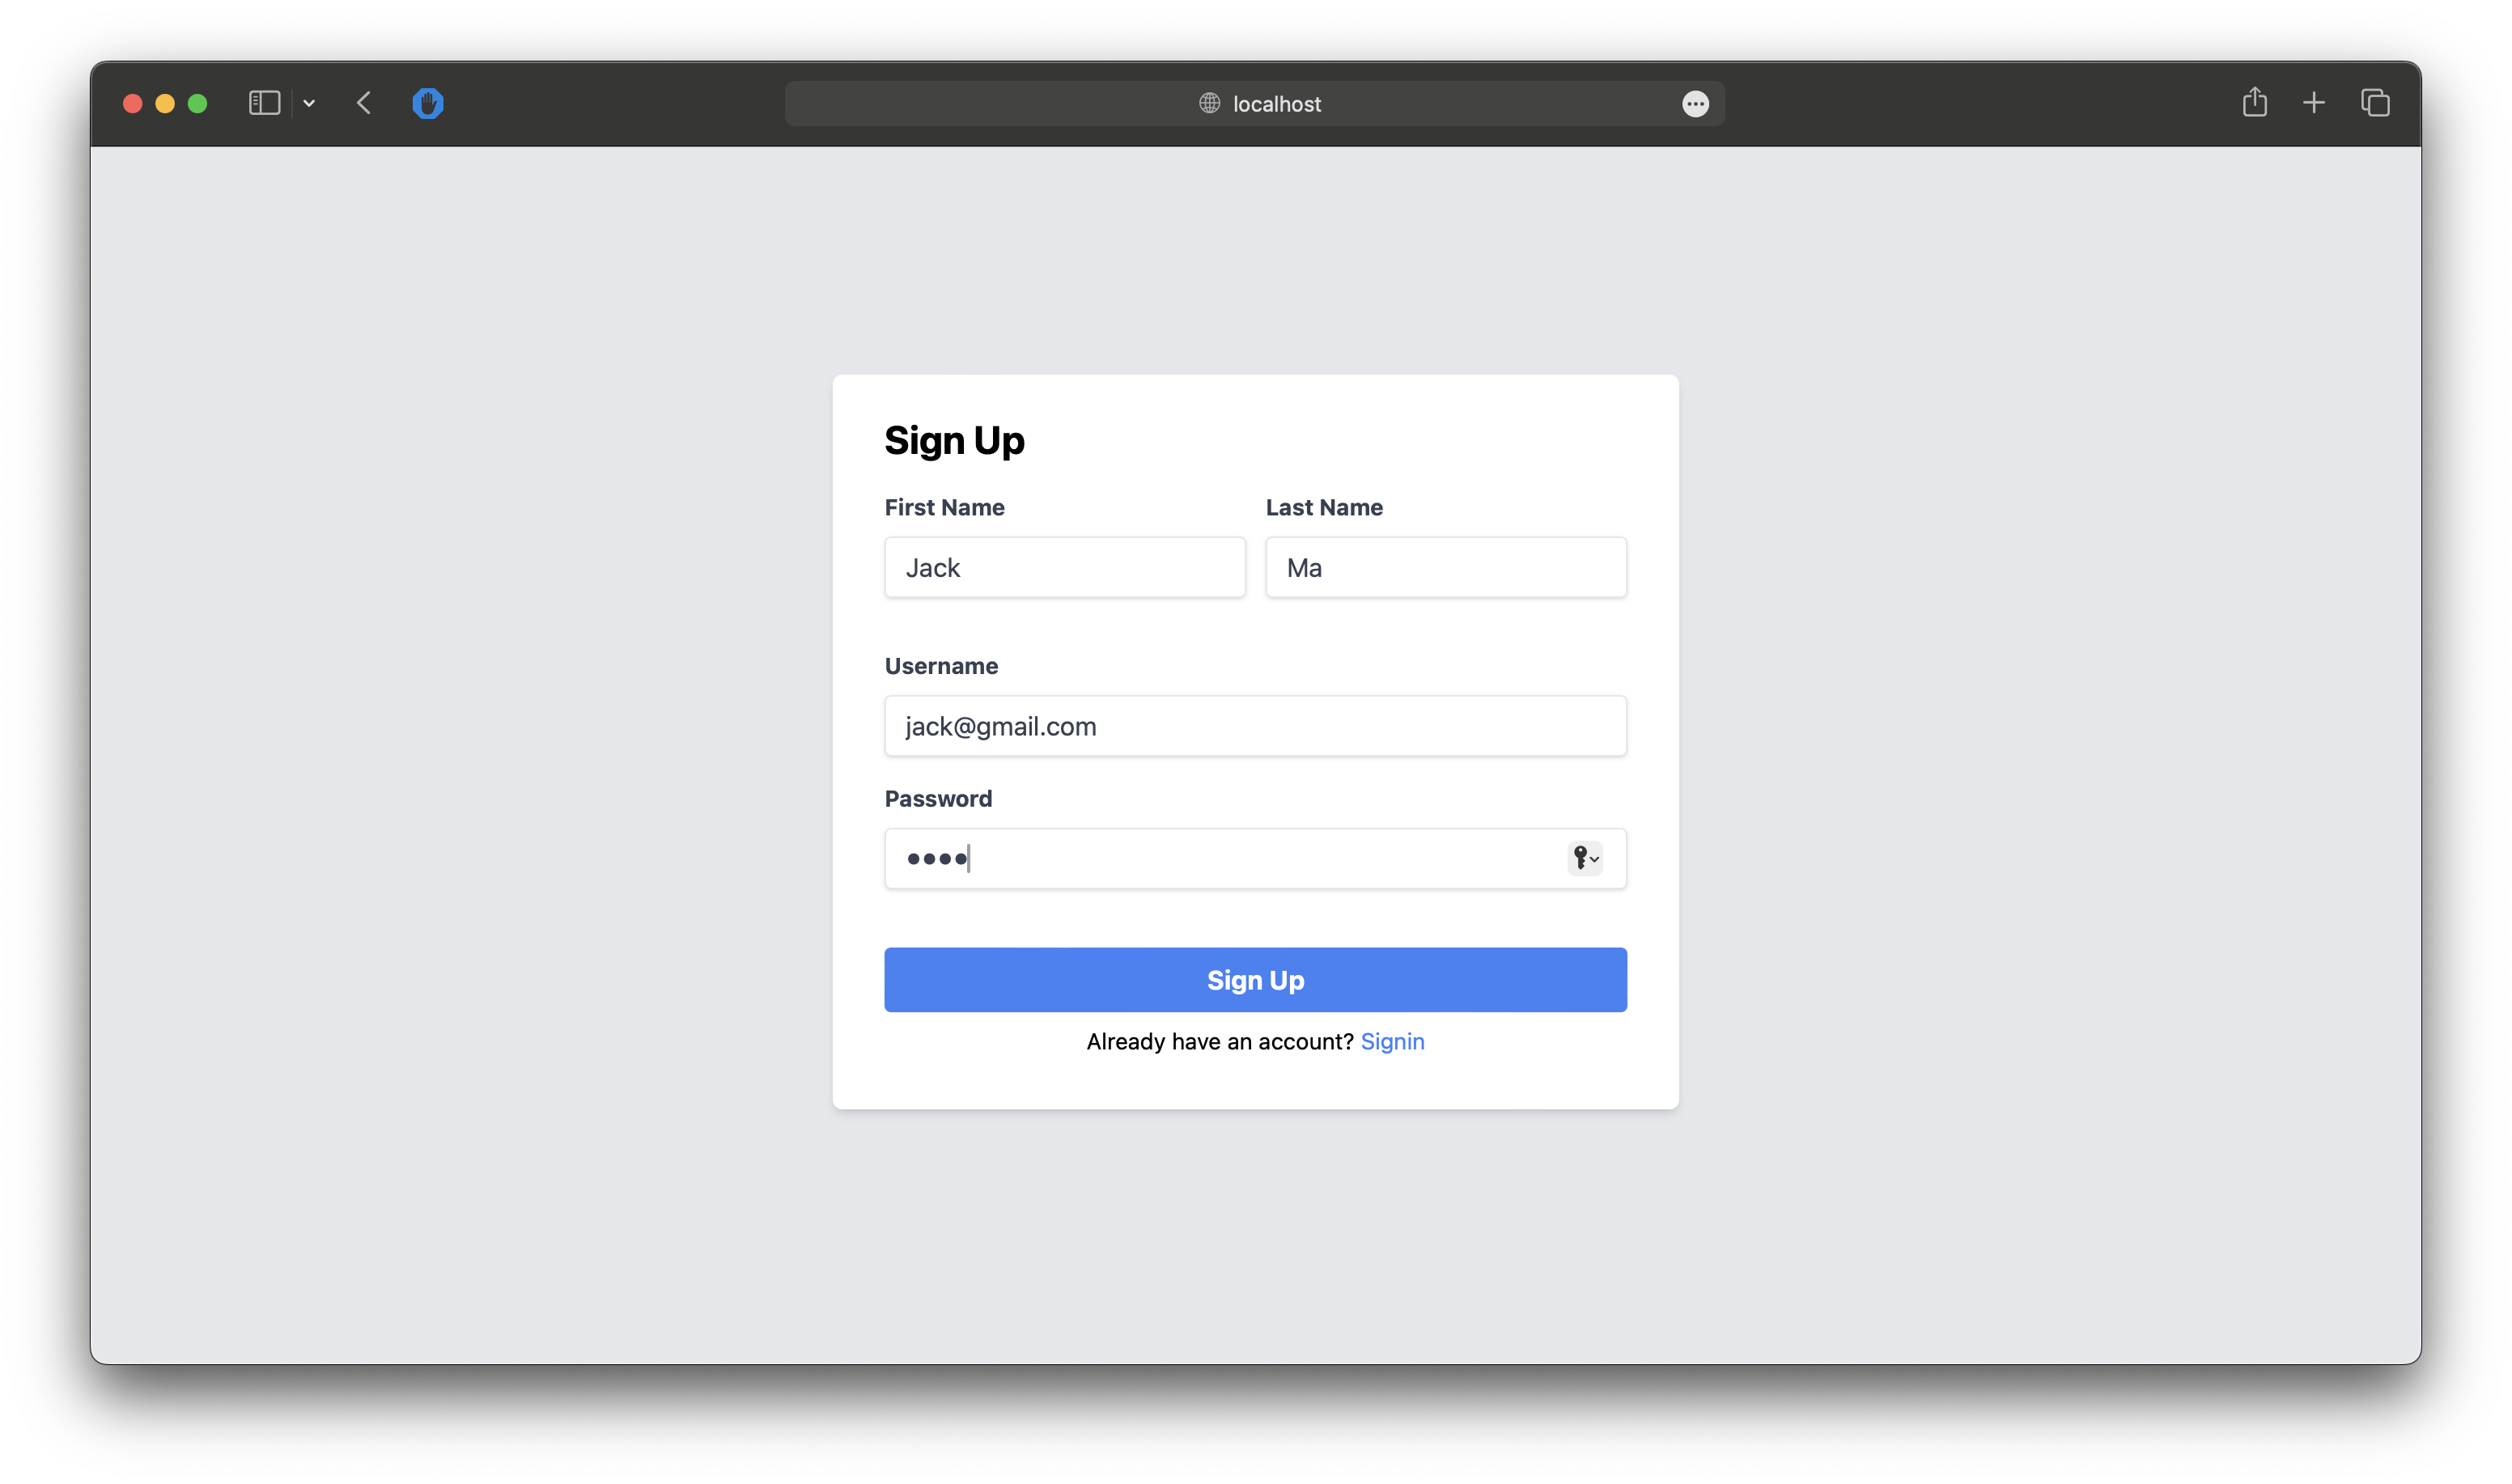 localhost
Sign Up
First Name Last Name
Jack Ma
Username
jack@gmail.com
Password
Sign Up
Already have an account? Signin